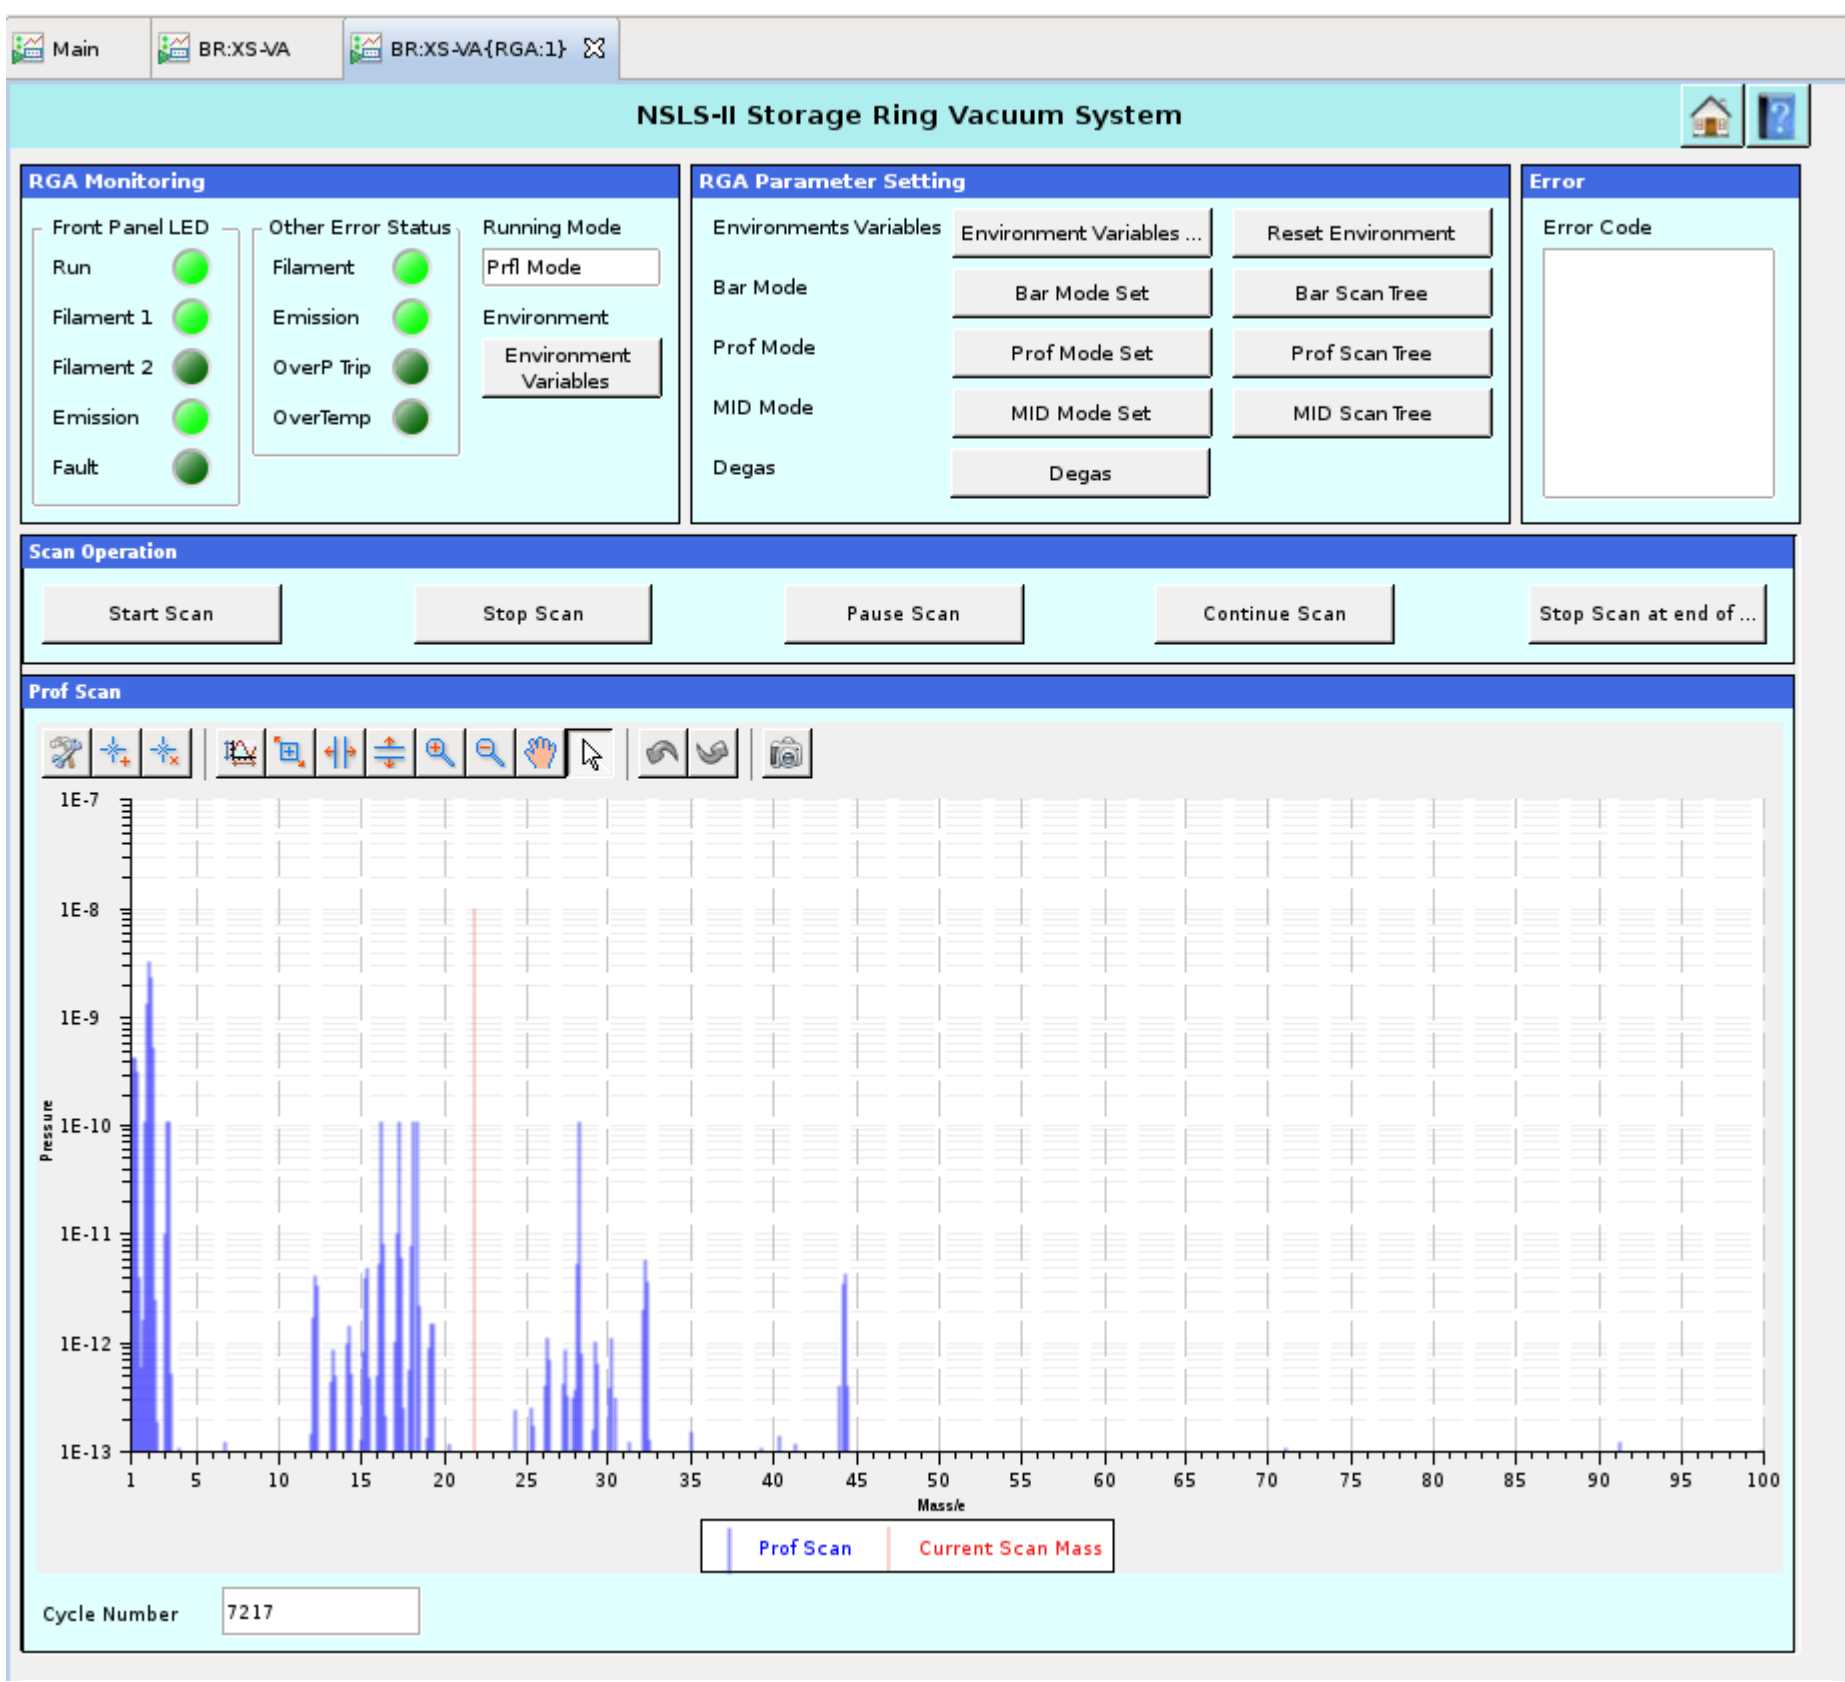 Main
BR:XS-VA
BR:XS-VA{RGA:1}
NSLS-II Storage Ring Vacuum System
RGA Monitoring
Front Panel LED
Run
Filament 1
Filament 2
Emission
Fault
Other Error Status
Filament
Emission
OverP Trip
OverTemp
Running Mode
Prfl Mode
Environment
Environment
Variables
RGA Parameter Setting
Environments Variables
Environment Variables ...
Reset Environment
Bar Mode
Bar Mode Set
Bar Scan Tree
Prof Mode
Prof Mode Set
Prof Scan Tree
MID Mode
MID Mode Set
MID Scan Tree
Degas
Degas
Error
Error Code
Scan Operation
Start Scan
Stop Scan
Pause Scan
Continue Scan
Stop Scan at end of ...
Prof Scan
1E-7
1E-8
1E-9
1E-10
1E-11
1E-12
1E-13
Pressure
1 5 10 15 20 25 30 35 40 45 50 55 60 65 70 75 80 85 90 95 100
Mass/e
Prof Scan
Current Scan Mass
Cycle Number
7217